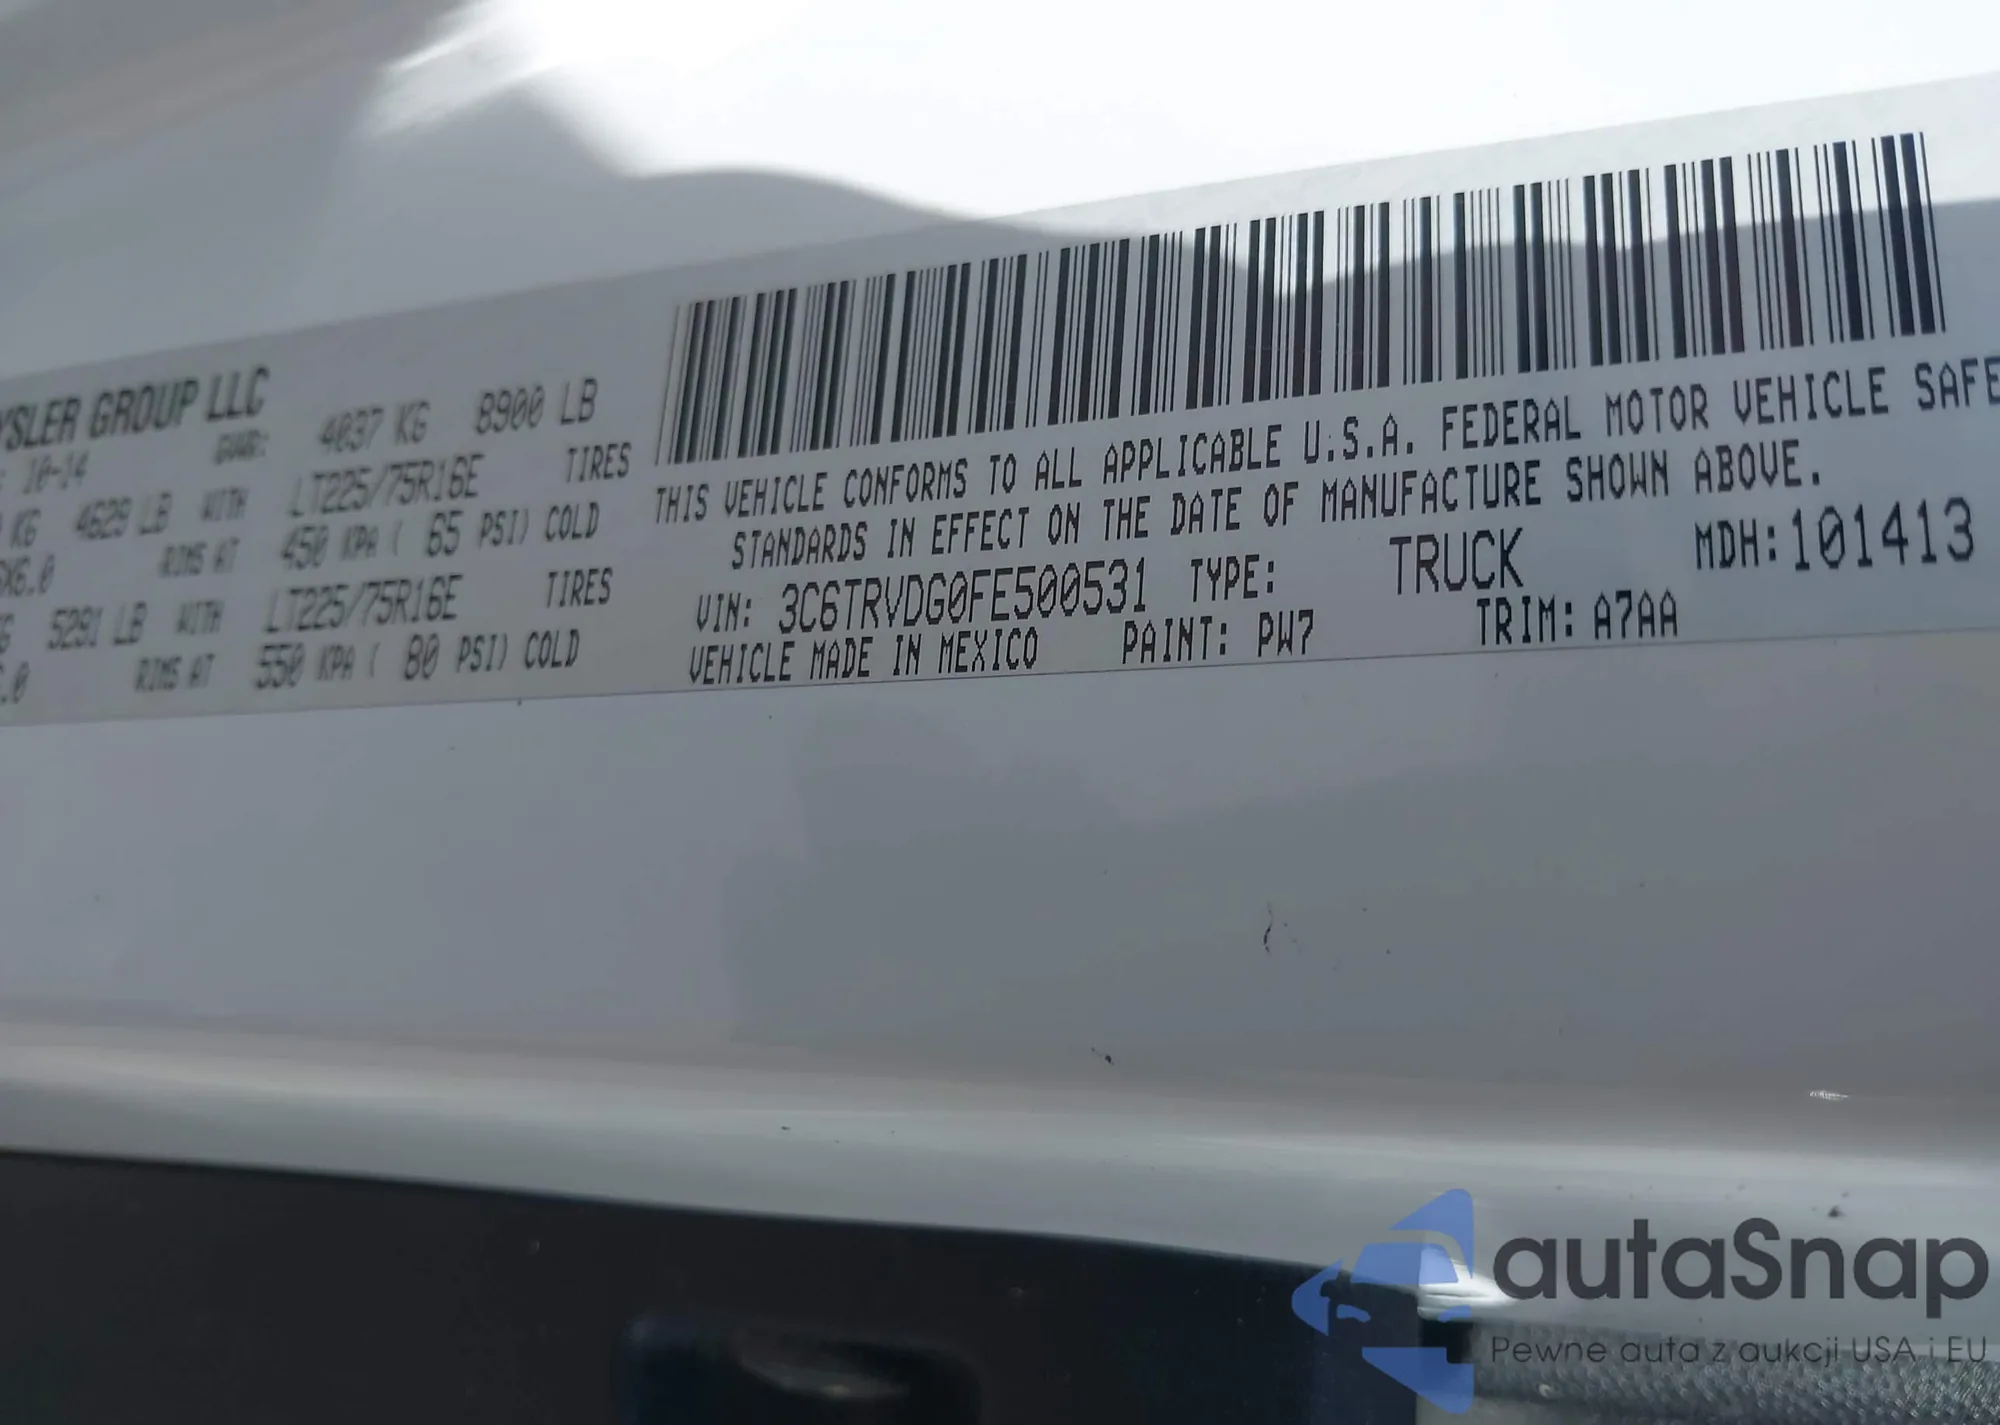 YSLER GROUP LLC
10-14 GVWR: 4037 KG 8900 LB
KG 4629 LB WITH LT225/75R16E TIRES
X6.0 RIMS AT 450 KPA ( 65 PSI) COLD
5291 LB WITH LT225/75R16E TIRES
.0 RIMS AT 550 KPA ( 80 PSI) COLD
THIS VEHICLE CONFORMS TO ALL APPLICABLE U.S.A. FEDERAL MOTOR VEHICLE SAFE
STANDARDS IN EFFECT ON THE DATE OF MANUFACTURE SHOWN ABOVE.
VIN: 3C6TRVDG0FE500531 TYPE: TRUCK MDH:101413
VEHICLE MADE IN MEXICO PAINT: PW7 TRIM: A7AA
autaSnap
Pewne auta z aukcji USA i EU